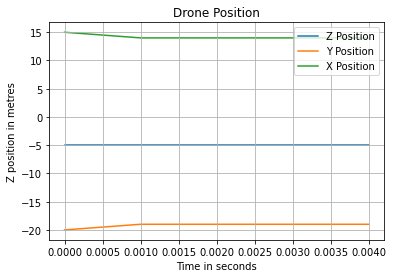 Drone Position
Z Position
Y Position
X Position
Z position in metres
15
10
5
0
−5
−10
−15
−20
0.0000 0.0005 0.0010 0.0015 0.0020 0.0025 0.0030 0.0035 0.0040
Time in seconds